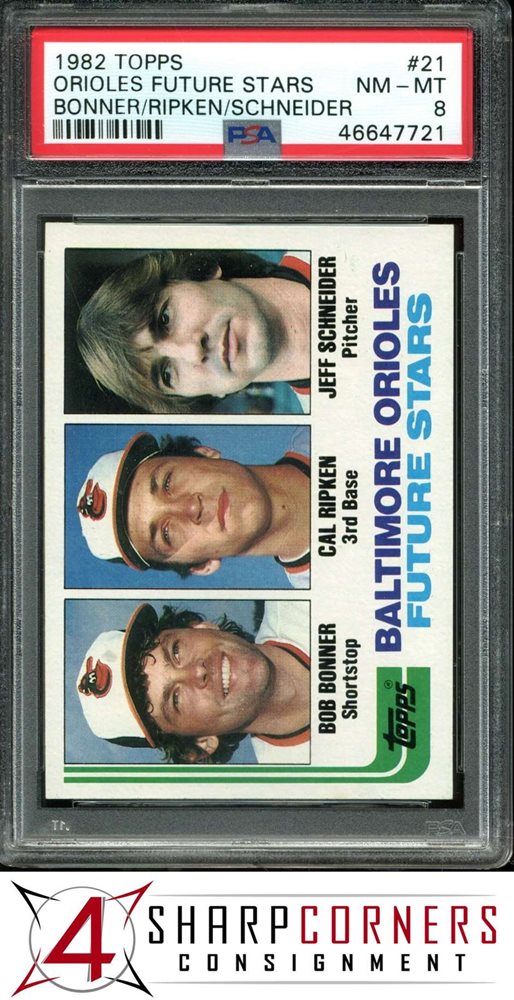 1982 TOPPS #21
ORIOLES FUTURE STARS NM – MT
BONNER/RIPKEN/SCHNEIDER 8
PSA 46647721
JEFF SCHNEIDER
Pitcher
CAL RIPKEN
3rd Base
BOB BONNER
Shortstop
BALTIMORE ORIOLES
FUTURE STARS
TOPPS®
PSA
4 SHARPCORNERS
CONSIGNMENT